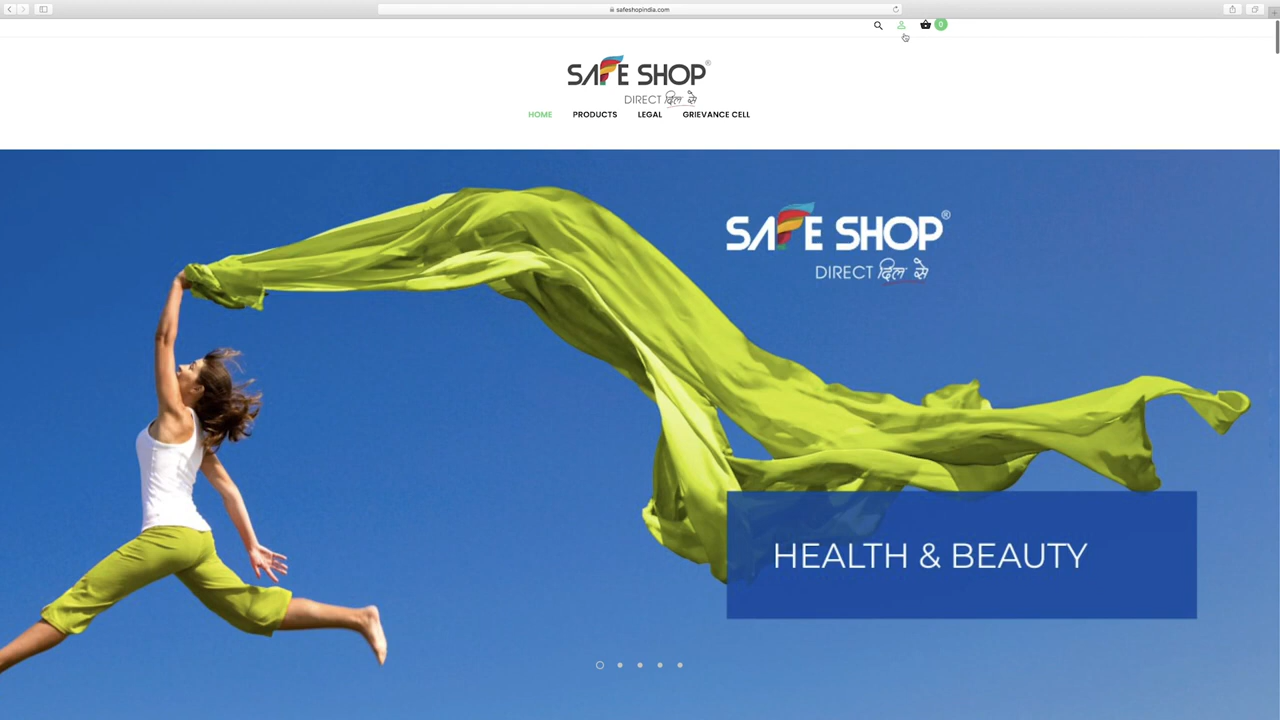 safeshopindia.com
0
SAFE SHOP®
DIRECT दिल से
HOME PRODUCTS LEGAL GRIEVANCE CELL
SAFE SHOP®
DIRECT दिल से
HEALTH & BEAUTY